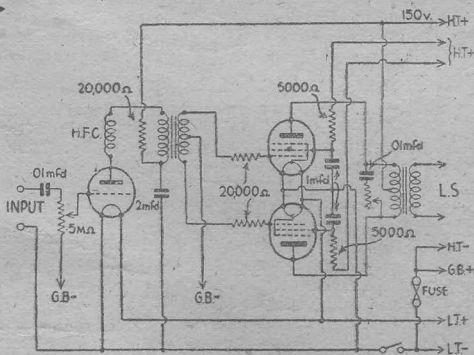 150v.
H.T.+
H.T.+
20,000Ω
5000Ω
H.F.C.
·01mfd
·01mfd
L.S.
1mfd
INPUT
·5MΩ
2mfd
20,000Ω
5000Ω
H.T.-
G.B.+
FUSE
G.B.-
G.B.-
L.T.+
L.T.-